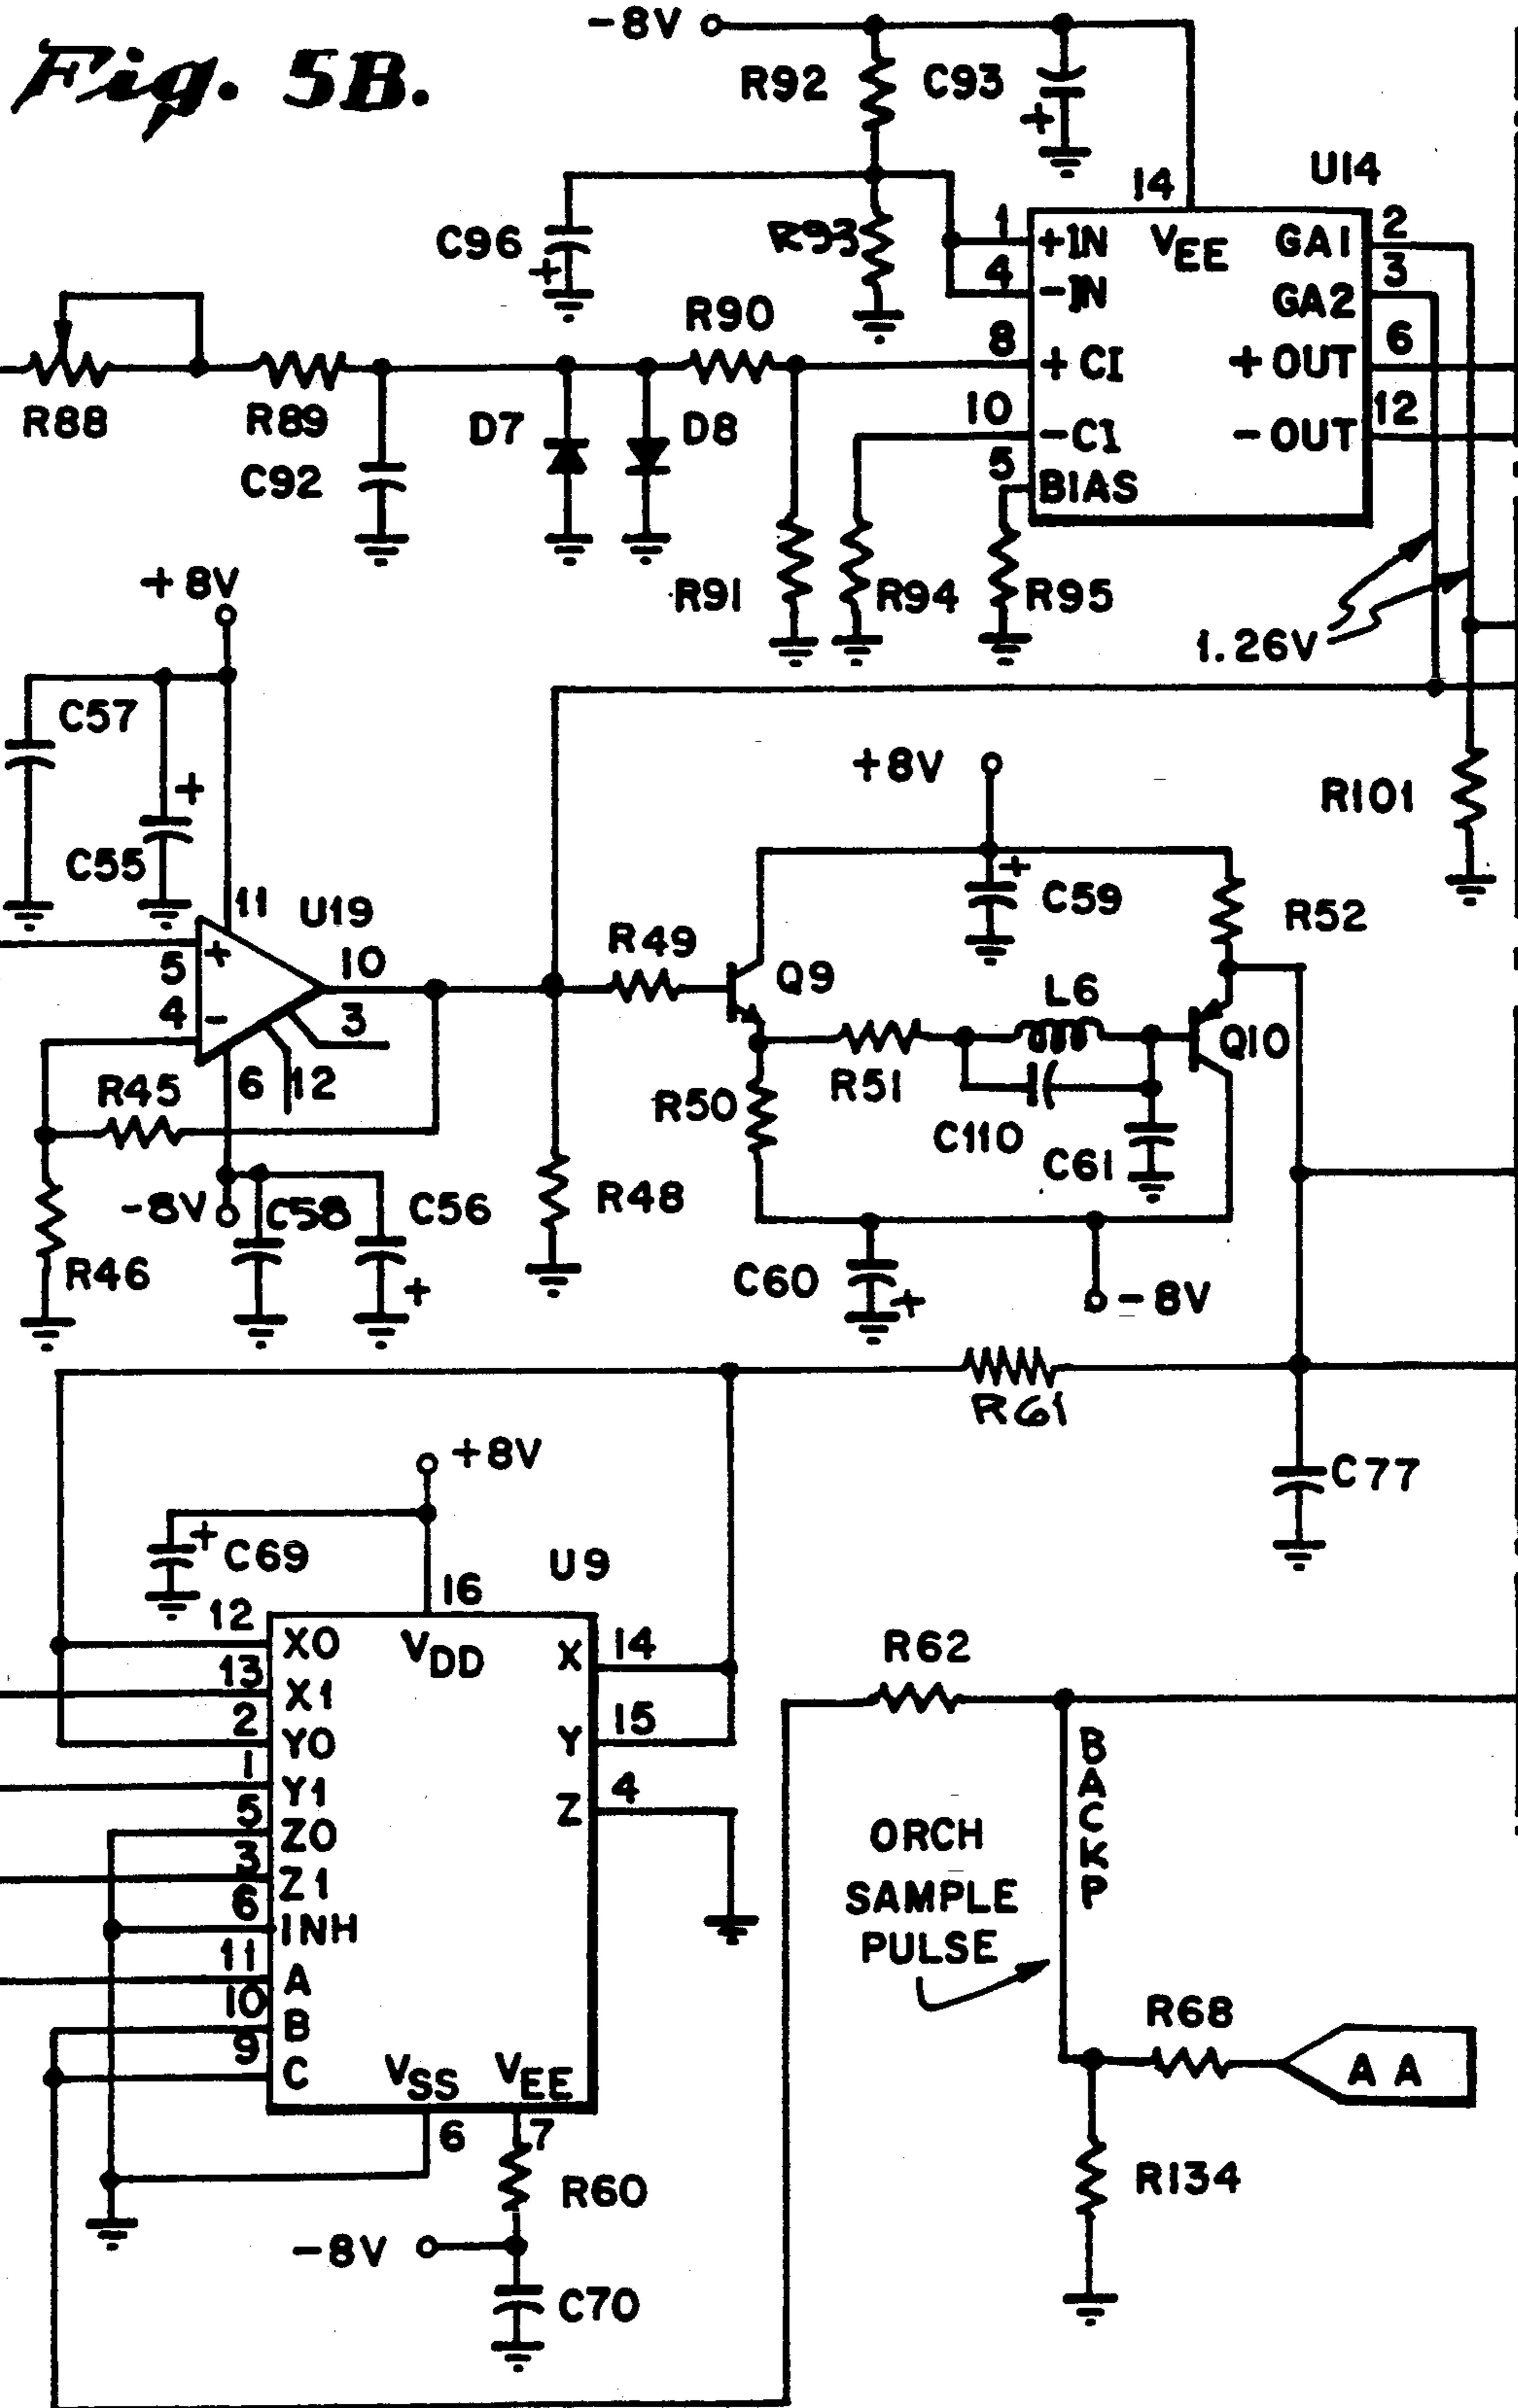 Fig. 5B.
-8V
R92
C93
+
U14
14
C96
+
R93
1
+IN
VEE
GA1
2
4
-IN
GA2
3
R90
8
+CI
+OUT
6
R88
R89
D7
D8
10
-CI
-OUT
12
C92
5
BIAS
R91
R94
R95
+8V
1.26V
C57
+
+8V
R101
C55
+
C59
11
U19
R52
R49
5
+
10
Q9
L6
4
-
3
Q10
R45
6
12
R51
R50
C110
C61
-8V
C58
C56
R48
R46
+
C60
+
-8V
R61
+8V
C77
+
C69
U9
16
12
X0
VDD
X
14
R62
13
X1
2
Y0
Y
15
B
A
C
K
P
1
Y1
5
Z0
Z
4
ORCH
SAMPLE
PULSE
3
Z1
6
INH
11
A
10
B
R68
9
C
VSS
VEE
AA
6
7
R60
R134
-8V
C70